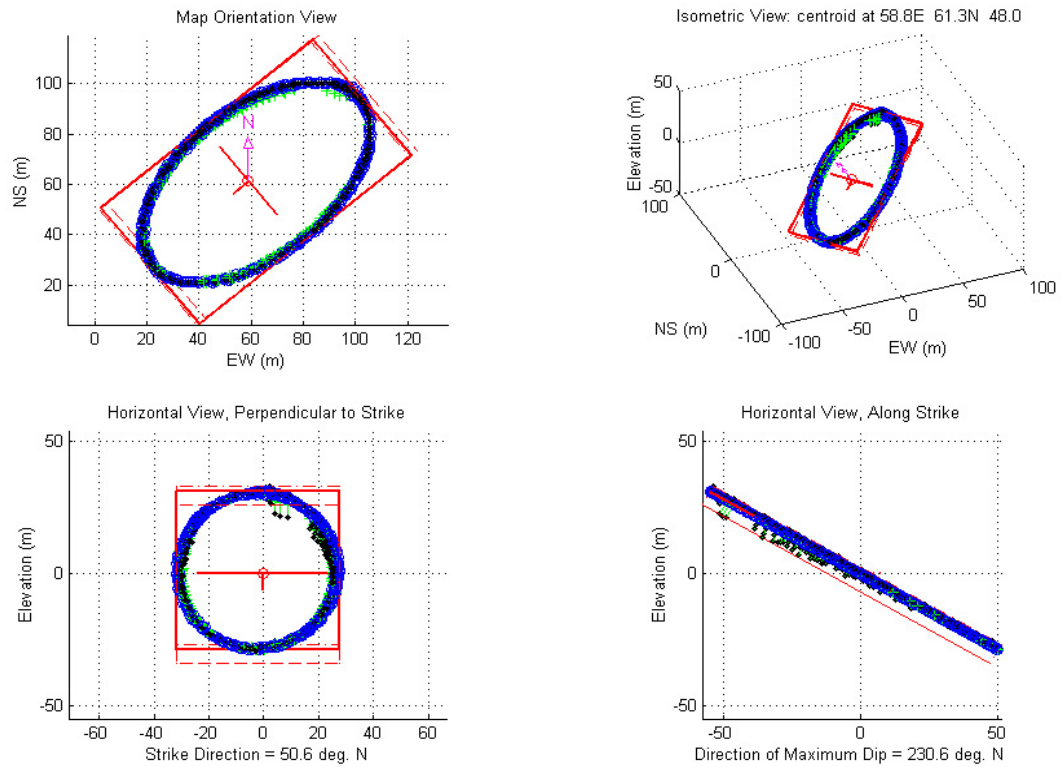 Map Orientation View
100
80
60
40
20
0
20
40
60
80
100
120
NS (m)
EW (m)
N
Isometric View: centroid at 58.8E 61.3N 48.0
50
0
-50
100
0
-100
-100
-50
0
50
100
Elevation (m)
NS (m)
EW (m)
Horizontal View, Perpendicular to Strike
50
0
-50
-60
-40
-20
0
20
40
60
Elevation (m)
Strike Direction = 50.6 deg. N
Horizontal View, Along Strike
50
0
-50
-50
0
50
Elevation (m)
Direction of Maximum Dip = 230.6 deg. N